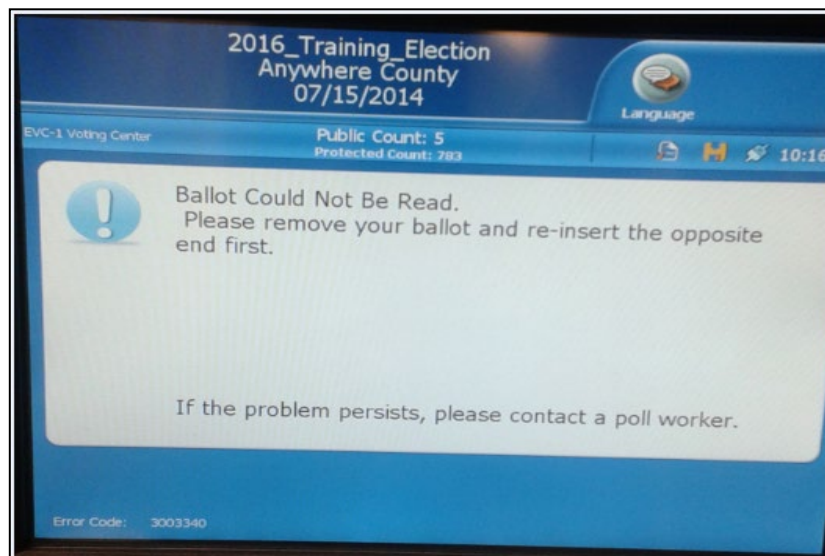 2016_Training_Election
Anywhere County
07/15/2014
Language
EVC-1 Voting Center
Public Count: 5
Protected Count: 783
10:16
Ballot Could Not Be Read.
Please remove your ballot and re-insert the opposite
end first.
If the problem persists, please contact a poll worker.
Error Code: 3003340